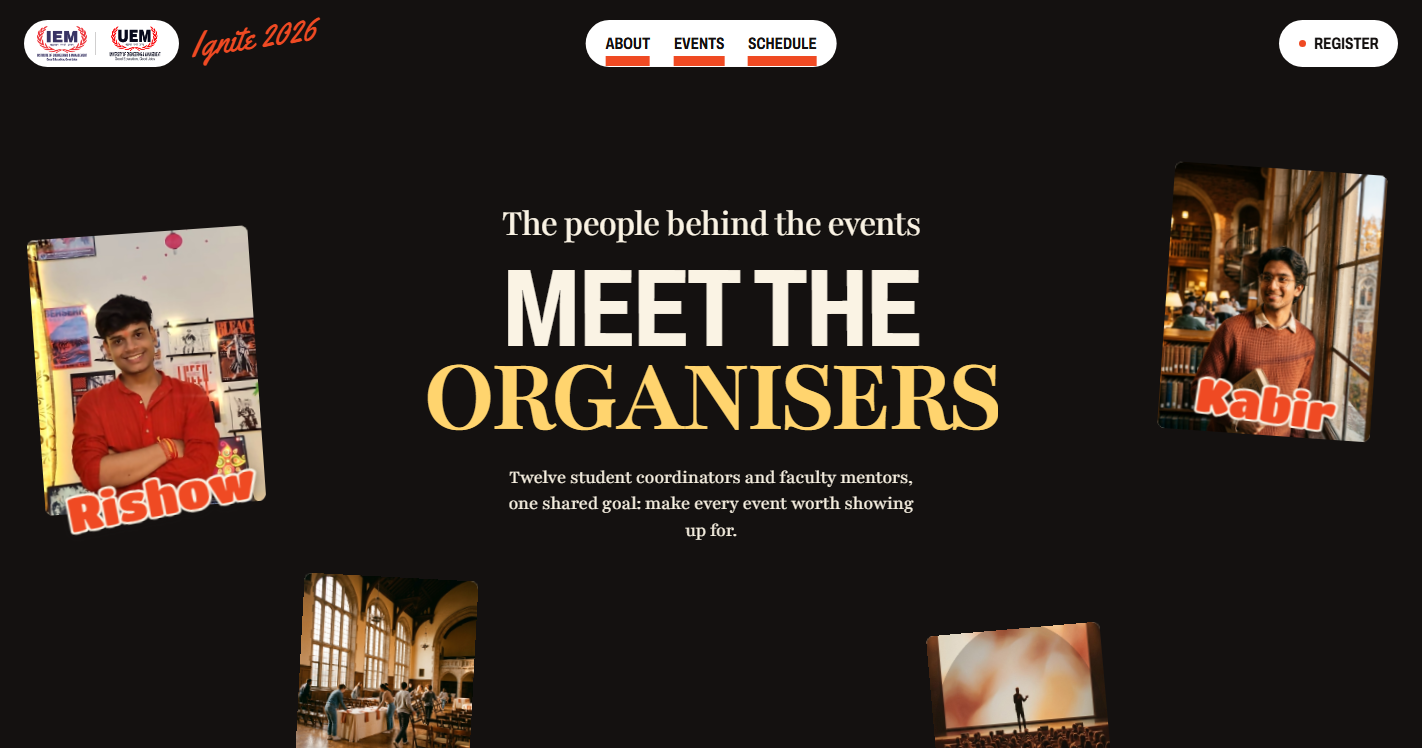 IEM
UEM
Ignite 2026
ABOUT
EVENTS
SCHEDULE
REGISTER
The people behind the events
MEET THE
ORGANISERS
Twelve student coordinators and faculty mentors,
one shared goal: make every event worth showing
up for.
BLEACH
Rishow
Kabir